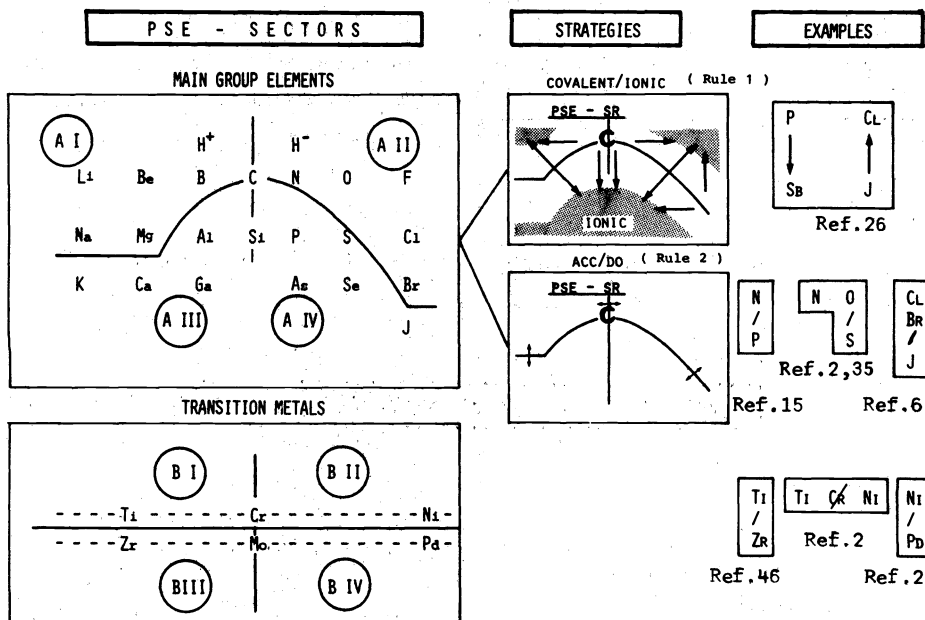 PSE - SECTORS
STRATEGIES
EXAMPLES
MAIN GROUP ELEMENTS
A I
A II
H+ H-
Li Be B C N O F
Na Mg Al Si P S Cl
K Ca Ga As Se Br
J
A III
A IV
COVALENT/IONIC ( Rule 1 )
PSE - SR
C
IONIC
ACC/DO ( Rule 2 )
PSE - SR
C
P CL
SB J
Ref.26
N
/
P
Ref.15
N O
/
S
Ref.2,35
CL
BR
/
J
Ref.6
TRANSITION METALS
B I
B II
Ti Cr Ni
Zr Mo Pd
BIII
B IV
TI
/
ZR
Ref.46
TI CR NI
Ref.2
NI
/
PD
Ref.2